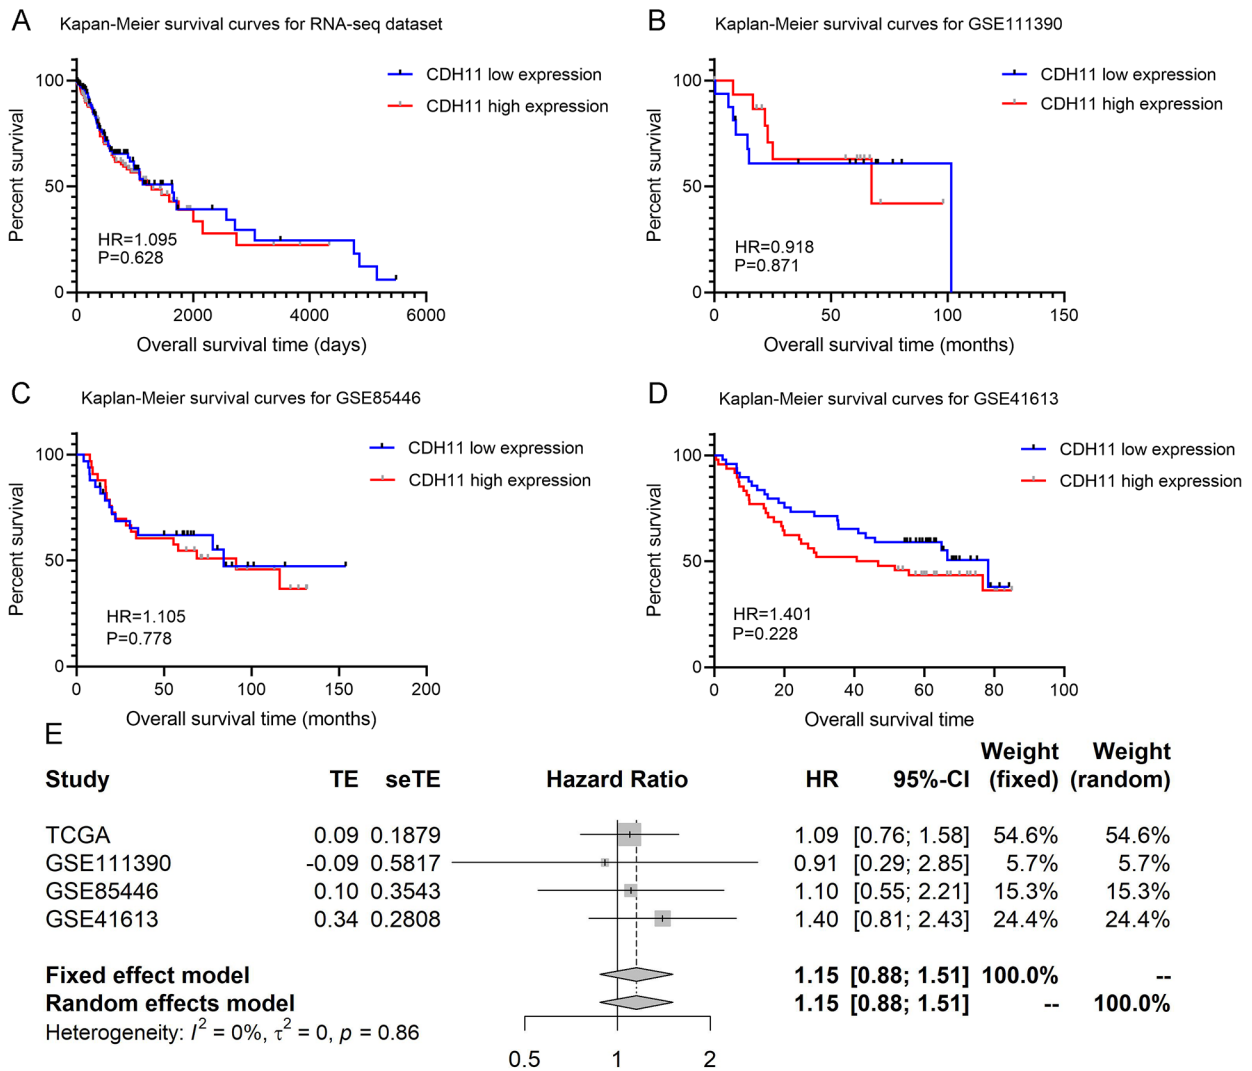 A
Kapan-Meier survival curves for RNA-seq dataset
CDH11 low expression
CDH11 high expression
Percent survival
100
50
0
HR=1.095
P=0.628
0 2000 4000 6000
Overall survival time (days)
B
Kaplan-Meier survival curves for GSE111390
CDH11 low expression
CDH11 high expression
Percent survival
100
50
0
HR=0.918
P=0.871
0 50 100 150
Overall survival time (months)
C
Kaplan-Meier survival curves for GSE85446
CDH11 low expression
CDH11 high expression
Percent survival
100
50
0
HR=1.105
P=0.778
0 50 100 150 200
Overall survival time (months)
D
Kaplan-Meier survival curves for GSE41613
CDH11 low expression
CDH11 high expression
Percent survival
100
50
0
HR=1.401
P=0.228
0 20 40 60 80 100
Overall survival time
E
Weight Weight
Study TE seTE Hazard Ratio HR 95%-CI (fixed) (random)
TCGA 0.09 0.1879 1.09 [0.76; 1.58] 54.6% 54.6%
GSE111390 -0.09 0.5817 0.91 [0.29; 2.85] 5.7% 5.7%
GSE85446 0.10 0.3543 1.10 [0.55; 2.21] 15.3% 15.3%
GSE41613 0.34 0.2808 1.40 [0.81; 2.43] 24.4% 24.4%
Fixed effect model 1.15 [0.88; 1.51] 100.0% --
Random effects model 1.15 [0.88; 1.51] -- 100.0%
Heterogeneity: I² = 0%, τ² = 0, p = 0.86
0.5 1 2